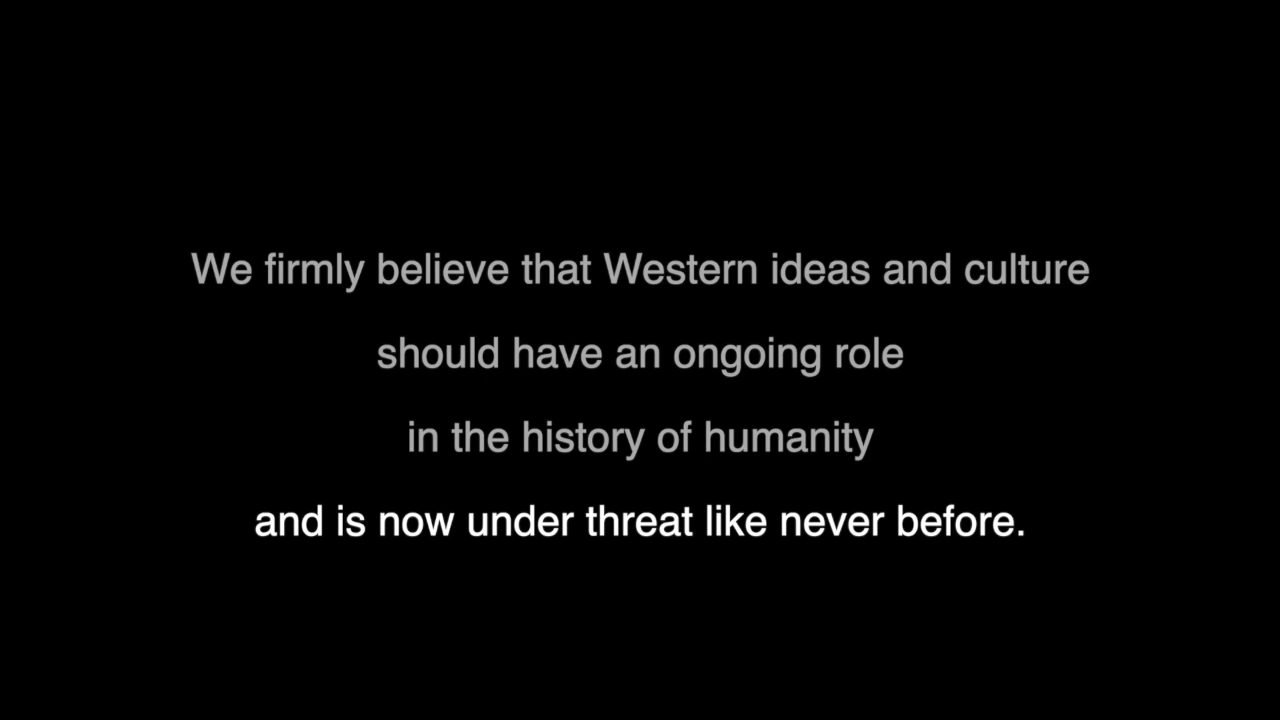 We firmly believe that Western ideas and culture
should have an ongoing role
in the history of humanity
and is now under threat like never before.